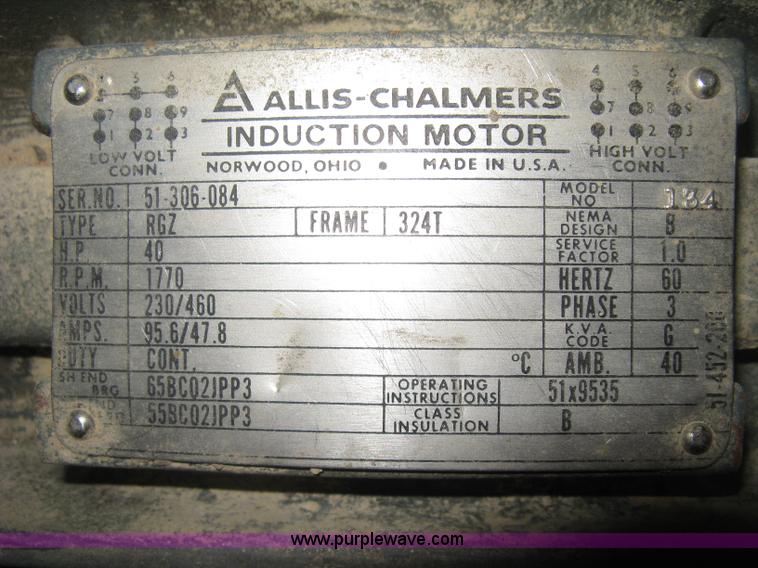 4 5 6 ALLIS-CHALMERS 4 5 6
7 8 9 7 8 9
1 2 3 INDUCTION MOTOR 1 2 3
LOW VOLT CONN. NORWOOD, OHIO • MADE IN U.S.A. HIGH VOLT CONN.
SER.NO. 51-306-084 MODEL NO 134
TYPE RGZ FRAME 324T NEMA DESIGN B
H.P. 40 SERVICE FACTOR 1.0
R.P.M. 1770 HERTZ 60
VOLTS 230/460 PHASE 3
AMPS. 95.6/47.8 K.V.A. CODE G
DUTY CONT. °C AMB. 40
SH END BRG 65BC02JPP3 OPERATING INSTRUCTIONS 51x9535
55BC02JPP3 CLASS INSULATION B
www.purplewave.com